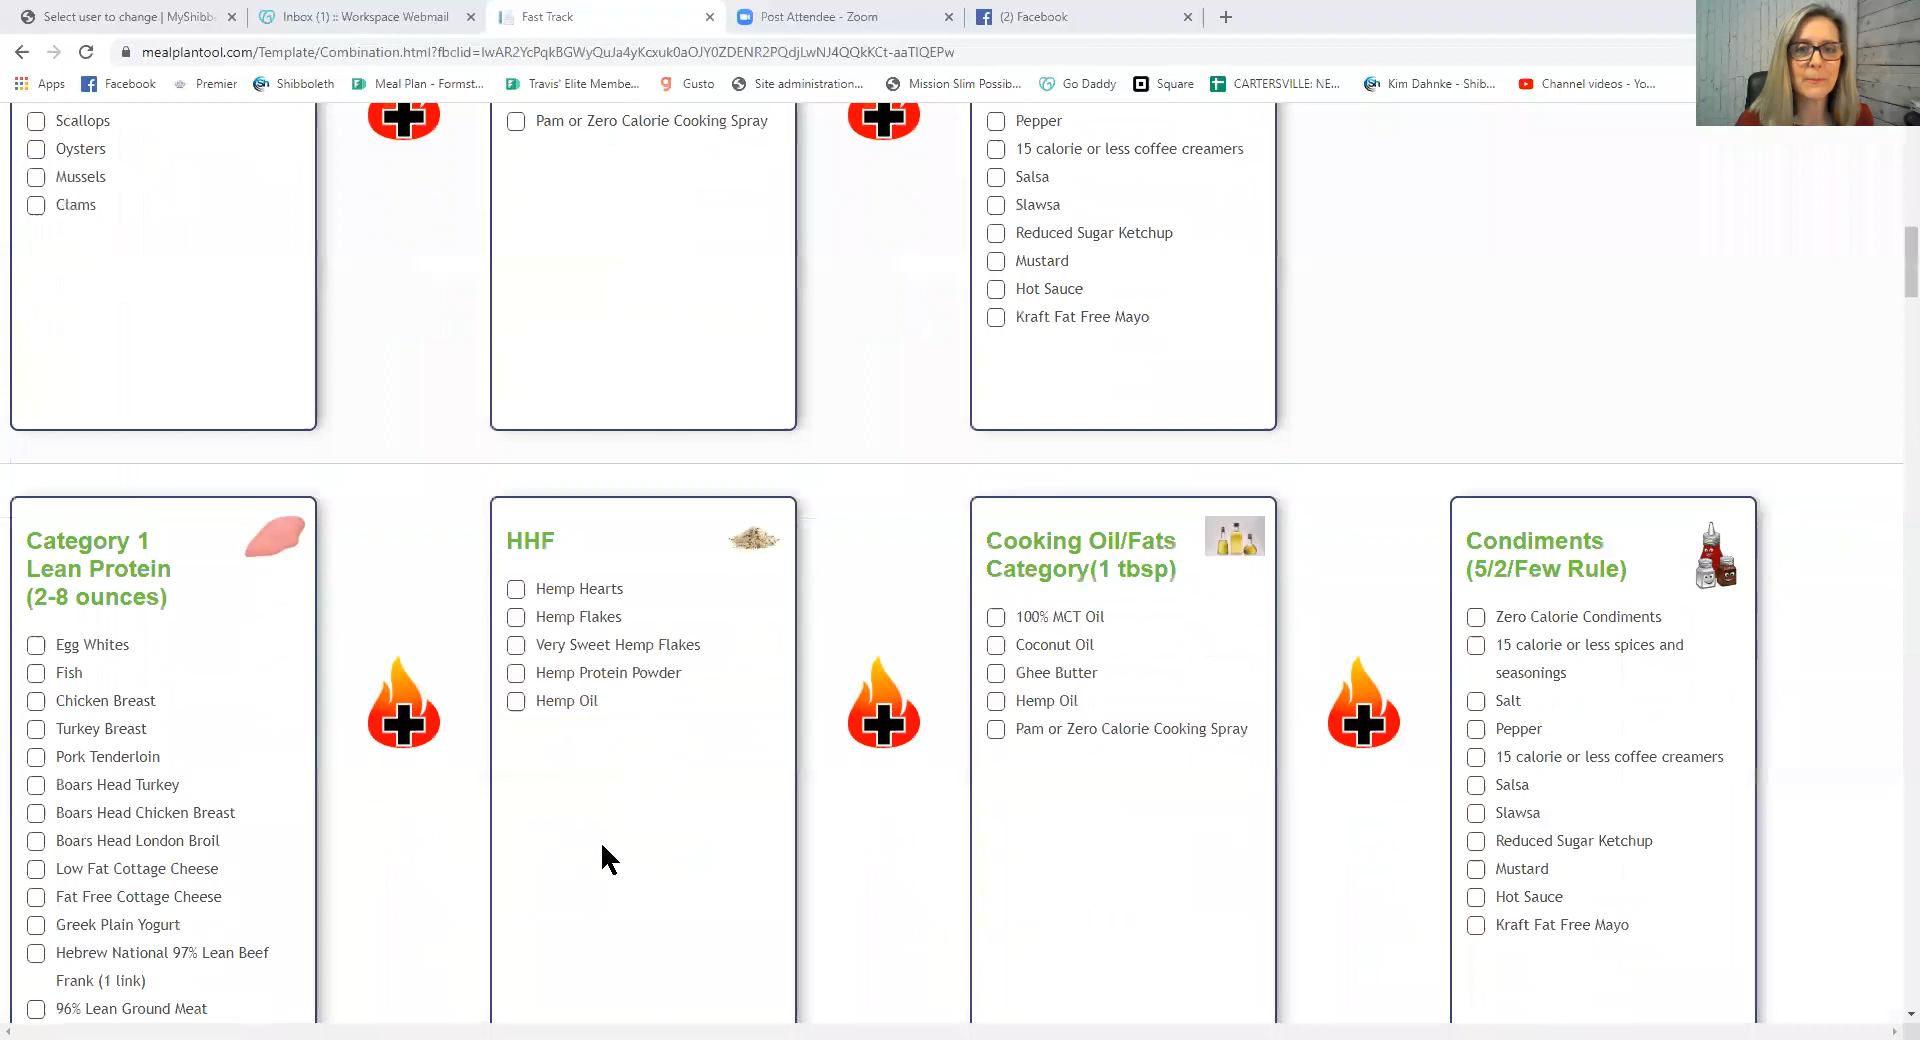 Select user to change | MyShibb
Inbox (1) :: Workspace Webmail
Fast Track
Post Attendee - Zoom
(2) Facebook
mealplantool.com/Template/Combination.html?fbclid=IwAR2YcPqkBGWyQuJa4yKcxuk0aOJY0ZDENR2PQdjLwNJ4QQkKCt-aaTIQEPw
Apps
Facebook
Premier
Shibboleth
Meal Plan - Formst...
Travis' Elite Membe...
Gusto
Site administration...
Mission Slim Possib...
Go Daddy
Square
CARTERSVILLE: NE...
Kim Dahnke - Shib...
Channel videos - Yo...
Scallops
Oysters
Mussels
Clams
Pam or Zero Calorie Cooking Spray
Pepper
15 calorie or less coffee creamers
Salsa
Slawsa
Reduced Sugar Ketchup
Mustard
Hot Sauce
Kraft Fat Free Mayo
Category 1
Lean Protein
(2-8 ounces)
Egg Whites
Fish
Chicken Breast
Turkey Breast
Pork Tenderloin
Boars Head Turkey
Boars Head Chicken Breast
Boars Head London Broil
Low Fat Cottage Cheese
Fat Free Cottage Cheese
Greek Plain Yogurt
Hebrew National 97% Lean Beef
Frank (1 link)
96% Lean Ground Meat
HHF
Hemp Hearts
Hemp Flakes
Very Sweet Hemp Flakes
Hemp Protein Powder
Hemp Oil
Cooking Oil/Fats
Category(1 tbsp)
100% MCT Oil
Coconut Oil
Ghee Butter
Hemp Oil
Pam or Zero Calorie Cooking Spray
Condiments
(5/2/Few Rule)
Zero Calorie Condiments
15 calorie or less spices and
seasonings
Salt
Pepper
15 calorie or less coffee creamers
Salsa
Slawsa
Reduced Sugar Ketchup
Mustard
Hot Sauce
Kraft Fat Free Mayo